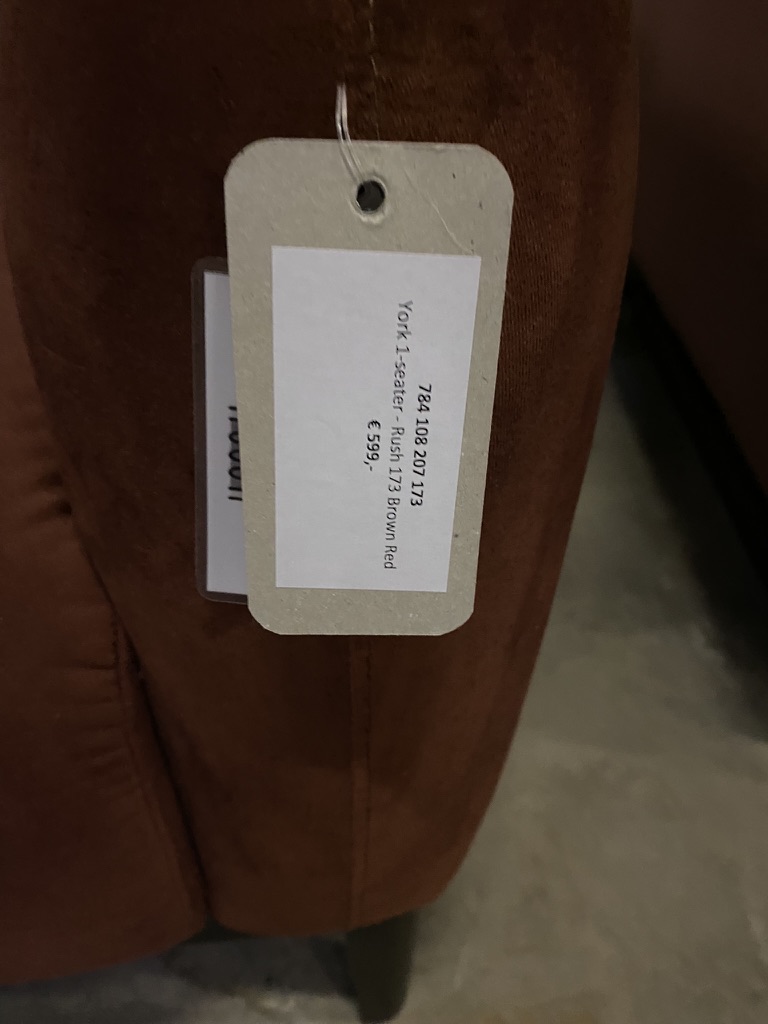 784 108 207 173
York 1-seater - Rush 173 Brown Red
€ 599,-